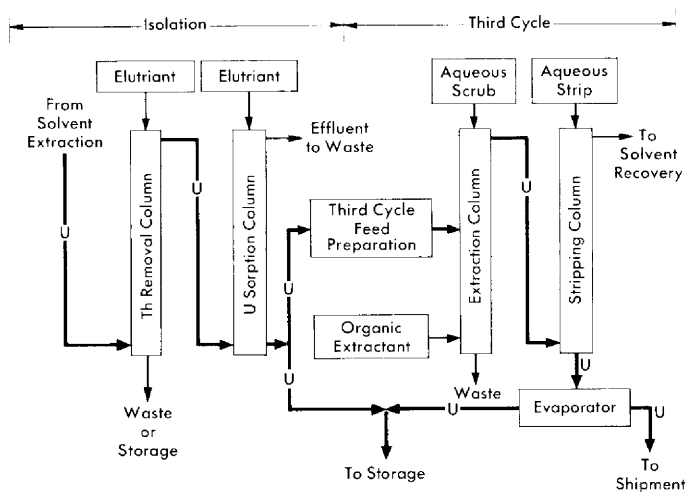 Isolation
Third Cycle
Elutriant
Elutriant
Aqueous
Scrub
Aqueous
Strip
From
Solvent
Extraction
Effluent
to Waste
To
Solvent
Recovery
U
Th Removal Column
U
U Sorption Column
U
Third Cycle
Feed
Preparation
Extraction Column
U
Stripping Column
Organic
Extractant
U
U
Waste
or
Storage
Waste
U
Evaporator
U
To Storage
To
Shipment